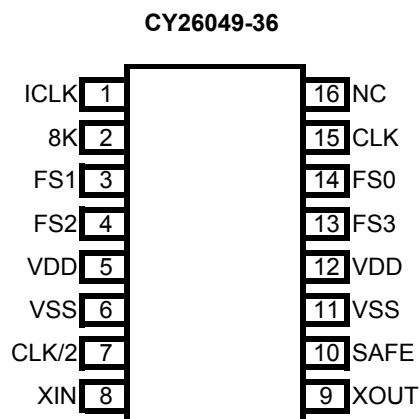 CY26049-36
ICLK 1 16 NC
8K 2 15 CLK
FS1 3 14 FS0
FS2 4 13 FS3
VDD 5 12 VDD
VSS 6 11 VSS
CLK/2 7 10 SAFE
XIN 8 9 XOUT